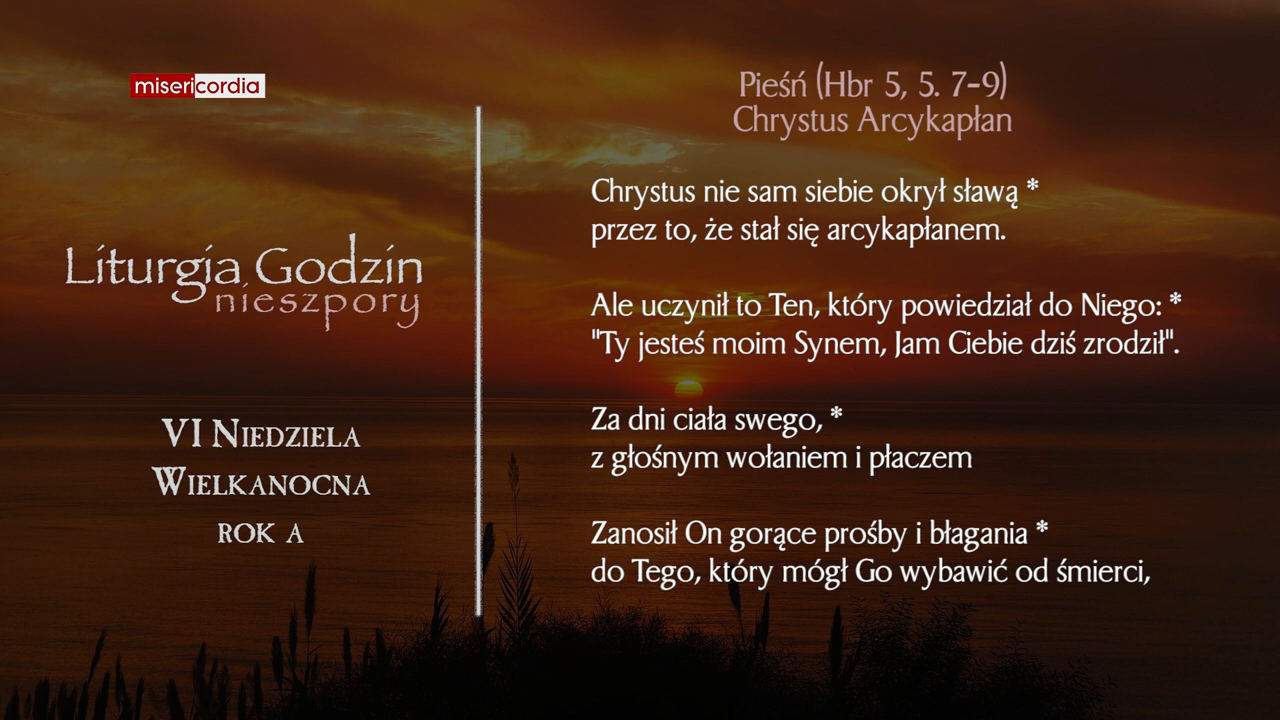 misericordia
Liturgia Godzin
nieszpory
VI Niedziela
Wielkanocna
rok A
Pieśń (Hbr 5, 5. 7-9)
Chrystus Arcykapłan
Chrystus nie sam siebie okrył sławą *
przez to, że stał się arcykapłanem.
Ale uczynił to Ten, który powiedział do Niego: *
"Ty jesteś moim Synem, Jam Ciebie dziś zrodził".
Za dni ciała swego, *
z głośnym wołaniem i płaczem
Zanosił On gorące prośby i błagania *
do Tego, który mógł Go wybawić od śmierci,